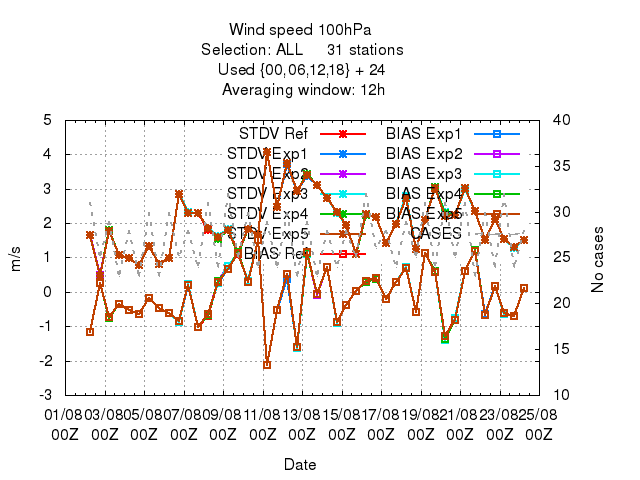 Wind speed 100hPa
Selection: ALL 31 stations
Used {00,06,12,18} + 24
Averaging window: 12h
STDV Ref
STDV Exp1
STDV Exp2
STDV Exp3
STDV Exp4
STDV Exp5
BIAS Ref
BIAS Exp1
BIAS Exp2
BIAS Exp3
BIAS Exp4
BIAS Exp5
CASES
5
4
3
2
1
0
-1
-2
-3
m/s
40
35
30
25
20
15
10
No cases
01/08 03/08 05/08 07/08 09/08 11/08 13/08 15/08 17/08 19/08 21/08 23/08 25/08
00Z 00Z 00Z 00Z 00Z 00Z 00Z 00Z 00Z 00Z 00Z 00Z 00Z
Date